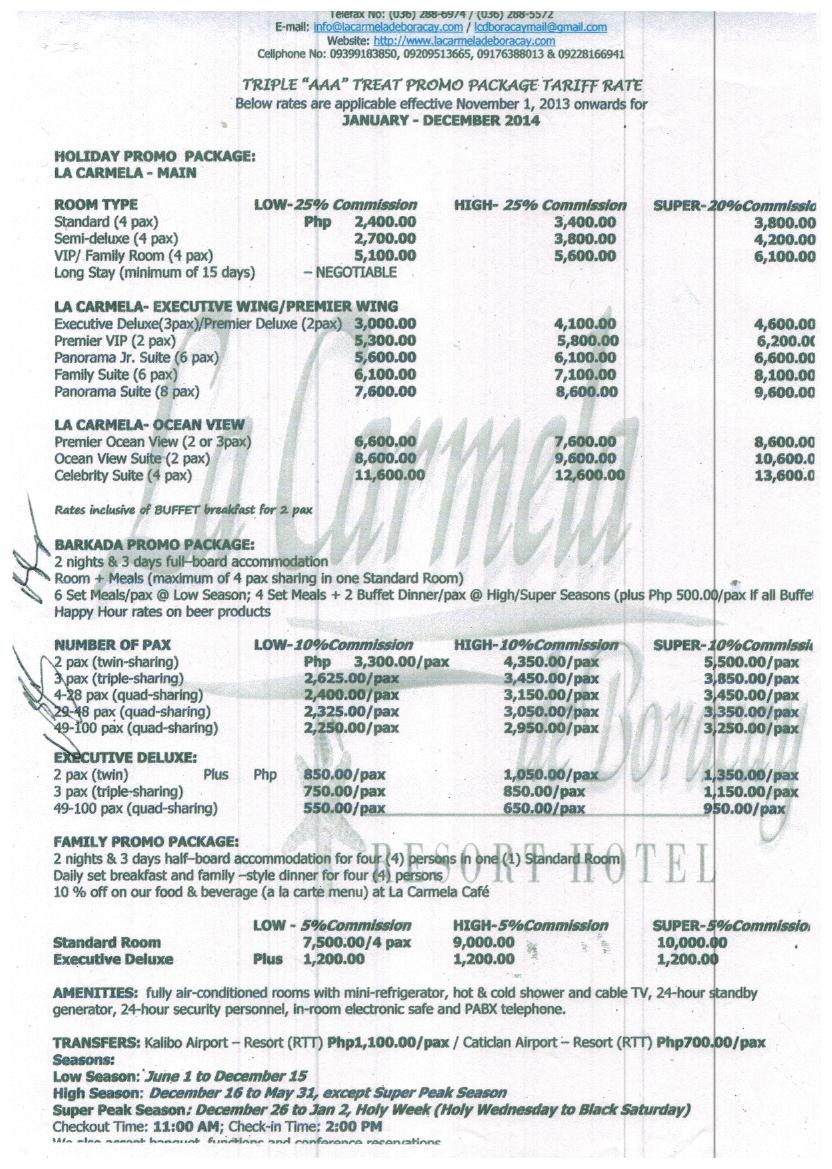 Telefax No: (036) 288-6974 / (036) 288-5572
E-mail: info@lacarmeladeboracay.com / lcdboracaymail@gmail.com
Website: http://www.lacarmeladeboracay.com
Cellphone No: 09399183850, 09209513665, 09176388013 & 09228166941
TRIPLE "AAA" TREAT PROMO PACKAGE TARIFF RATE
Below rates are applicable effective November 1, 2013 onwards for
JANUARY - DECEMBER 2014
HOLIDAY PROMO PACKAGE:
LA CARMELA - MAIN
ROOM TYPE LOW-25% Commission HIGH- 25% Commission SUPER-20%Commissio
Standard (4 pax) Php 2,400.00 3,400.00 3,800.00
Semi-deluxe (4 pax) 2,700.00 3,800.00 4,200.00
VIP/ Family Room (4 pax) 5,100.00 5,600.00 6,100.00
Long Stay (minimum of 15 days) – NEGOTIABLE
LA CARMELA- EXECUTIVE WING/PREMIER WING
Executive Deluxe(3pax)/Premier Deluxe (2pax) 3,000.00 4,100.00 4,600.00
Premier VIP (2 pax) 5,300.00 5,800.00 6,200.00
Panorama Jr. Suite (6 pax) 5,600.00 6,100.00 6,600.00
Family Suite (6 pax) 6,100.00 7,100.00 8,100.00
Panorama Suite (8 pax) 7,600.00 8,600.00 9,600.00
LA CARMELA- OCEAN VIEW
Premier Ocean View (2 or 3pax) 6,600.00 7,600.00 8,600.00
Ocean View Suite (2 pax) 8,600.00 9,600.00 10,600.0
Celebrity Suite (4 pax) 11,600.00 12,600.00 13,600.0
Rates inclusive of BUFFET breakfast for 2 pax
BARKADA PROMO PACKAGE:
2 nights & 3 days full–board accommodation
Room + Meals (maximum of 4 pax sharing in one Standard Room)
6 Set Meals/pax @ Low Season; 4 Set Meals + 2 Buffet Dinner/pax @ High/Super Seasons (plus Php 500.00/pax if all Buffe
Happy Hour rates on beer products
NUMBER OF PAX LOW-10%Commission HIGH-10%Commission SUPER-10%Commission
2 pax (twin-sharing) Php 3,300.00/pax 4,350.00/pax 5,500.00/pax
3 pax (triple-sharing) 2,625.00/pax 3,450.00/pax 3,850.00/pax
4-28 pax (quad-sharing) 2,400.00/pax 3,150.00/pax 3,450.00/pax
29-48 pax (quad-sharing) 2,325.00/pax 3,050.00/pax 3,350.00/pax
49-100 pax (quad-sharing) 2,250.00/pax 2,950.00/pax 3,250.00/pax
EXECUTIVE DELUXE:
2 pax (twin) Plus Php 850.00/pax 1,050.00/pax 1,350.00/pax
3 pax (triple-sharing) 750.00/pax 850.00/pax 1,150.00/pax
49-100 pax (quad-sharing) 550.00/pax 650.00/pax 950.00/pax
FAMILY PROMO PACKAGE:
2 nights & 3 days half–board accommodation for four (4) persons in one (1) Standard Room
Daily set breakfast and family –style dinner for four (4) persons
10 % off on our food & beverage (a la carte menu) at La Carmela Café
LOW - 5%Commission HIGH-5%Commission SUPER-5%Commissio
Standard Room 7,500.00/4 pax 9,000.00 10,000.00
Executive Deluxe Plus 1,200.00 1,200.00 1,200.00
AMENITIES: fully air-conditioned rooms with mini-refrigerator, hot & cold shower and cable TV, 24-hour standby
generator, 24-hour security personnel, in-room electronic safe and PABX telephone.
TRANSFERS: Kalibo Airport – Resort (RTT) Php1,100.00/pax / Caticlan Airport – Resort (RTT) Php700.00/pax
Seasons:
Low Season: June 1 to December 15
High Season: December 16 to May 31, except Super Peak Season
Super Peak Season: December 26 to Jan 2, Holy Week (Holy Wednesday to Black Saturday)
Checkout Time: 11:00 AM; Check-in Time: 2:00 PM
We also accept banquet, functions and conference reservations
La Carmela
de Boracay
RESORT HOTEL